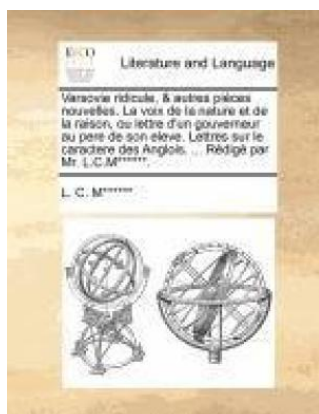 ECCO
Literature and Language
Varsovie ridicule, & autres pièces
nouvelles. La voix de la nature et de
la raison, ou lettre d'un gouverneur
au pere de son eleve. Lettres sur le
caractere des Anglois. ... Rédigé par
Mr. L.C.M******.
L. C. M******